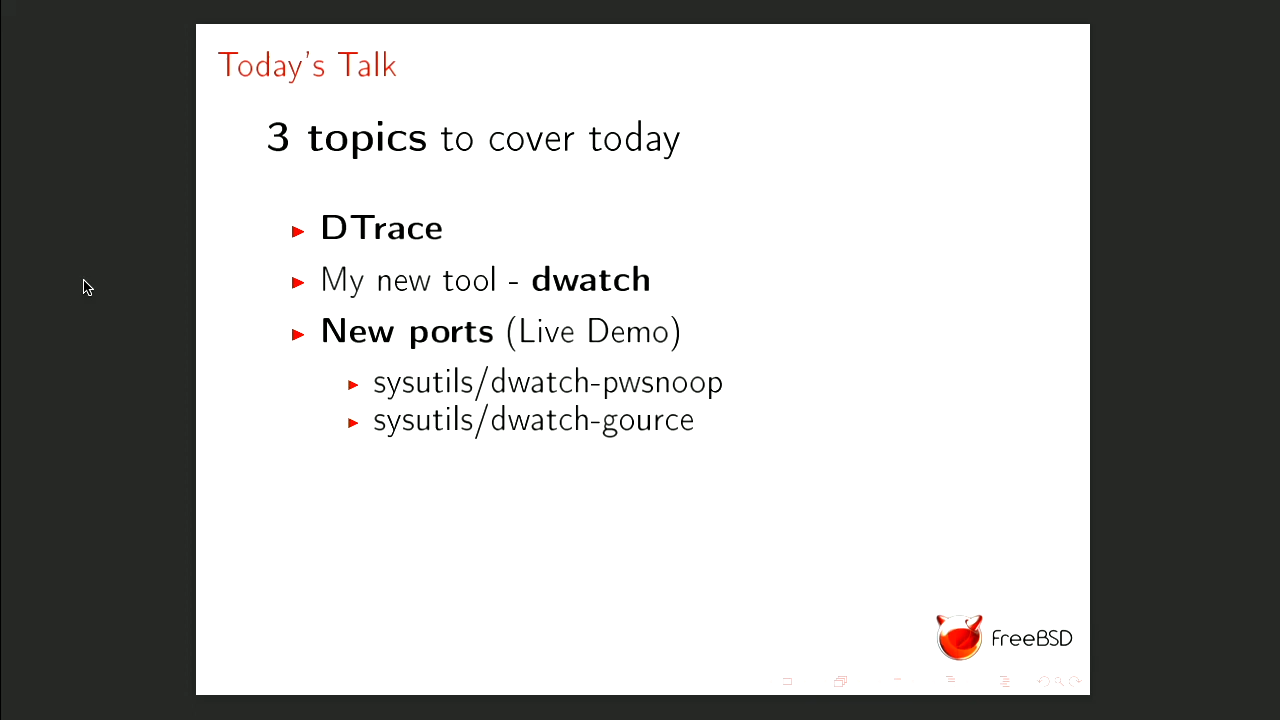 Today's Talk
3 topics to cover today
DTrace
My new tool - dwatch
New ports (Live Demo)
sysutils/dwatch-pwsnoop
sysutils/dwatch-gource
FreeBSD